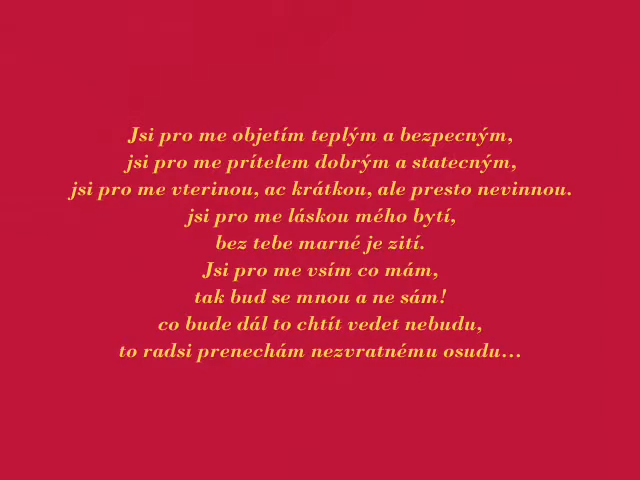 Jsi pro me objetím teplým a bezpecným,
jsi pro me prítelem dobrým a statecným,
jsi pro me vterinou, ac krátkou, ale presto nevinnou.
jsi pro me láskou mého bytí,
bez tebe marné je zití.
Jsi pro me vsím co mám,
tak bud se mnou a ne sám!
co bude dál to chtít vedet nebudu,
to radsi prenechám nezvratnému osudu...